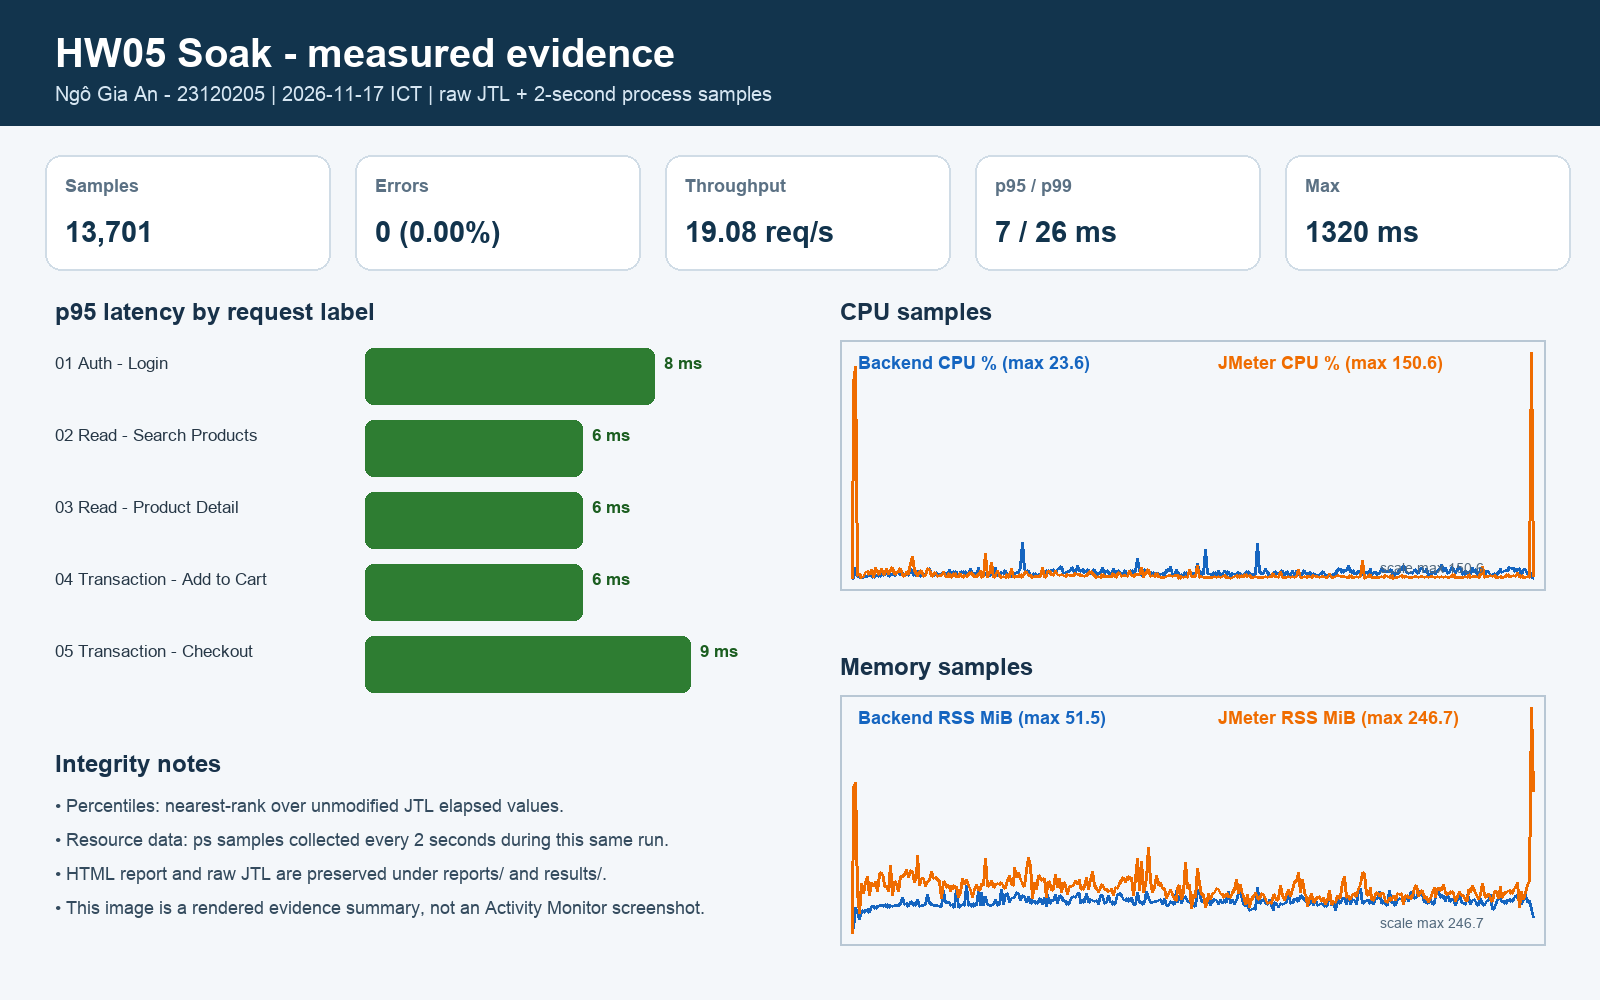 HW05 Soak - measured evidence
Ngô Gia An - 23120205 | 2026-11-17 ICT | raw JTL + 2-second process samples
Samples
13,701
Errors
0 (0.00%)
Throughput
19.08 req/s
p95 / p99
7 / 26 ms
Max
1320 ms
p95 latency by request label
01 Auth - Login
8 ms
02 Read - Search Products
6 ms
03 Read - Product Detail
6 ms
04 Transaction - Add to Cart
6 ms
05 Transaction - Checkout
9 ms
Integrity notes
• Percentiles: nearest-rank over unmodified JTL elapsed values.
• Resource data: ps samples collected every 2 seconds during this same run.
• HTML report and raw JTL are preserved under reports/ and results/.
• This image is a rendered evidence summary, not an Activity Monitor screenshot.
CPU samples
Backend CPU % (max 23.6)
JMeter CPU % (max 150.6)
scale max 150.6
Memory samples
Backend RSS MiB (max 51.5)
JMeter RSS MiB (max 246.7)
scale max 246.7